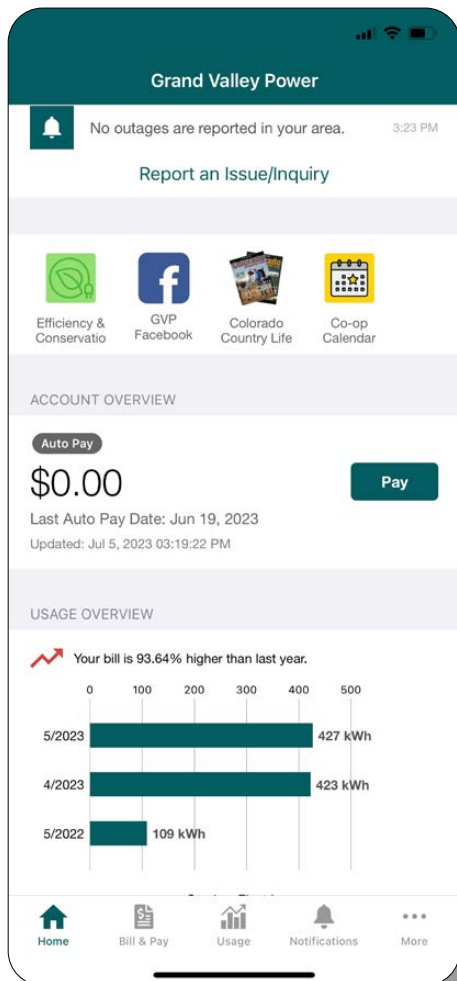 Grand Valley Power
No outages are reported in your area.
3:23 PM
Report an Issue/Inquiry
Efficiency &
Conservatio
GVP
Facebook
Colorado
Country Life
Co-op
Calendar
ACCOUNT OVERVIEW
Auto Pay
$0.00
Pay
Last Auto Pay Date: Jun 19, 2023
Updated: Jul 5, 2023 03:19:22 PM
USAGE OVERVIEW
Your bill is 93.64% higher than last year.
0 100 200 300 400 500
5/2023 427 kWh
4/2023 423 kWh
5/2022 109 kWh
Home
Bill & Pay
Usage
Notifications
More